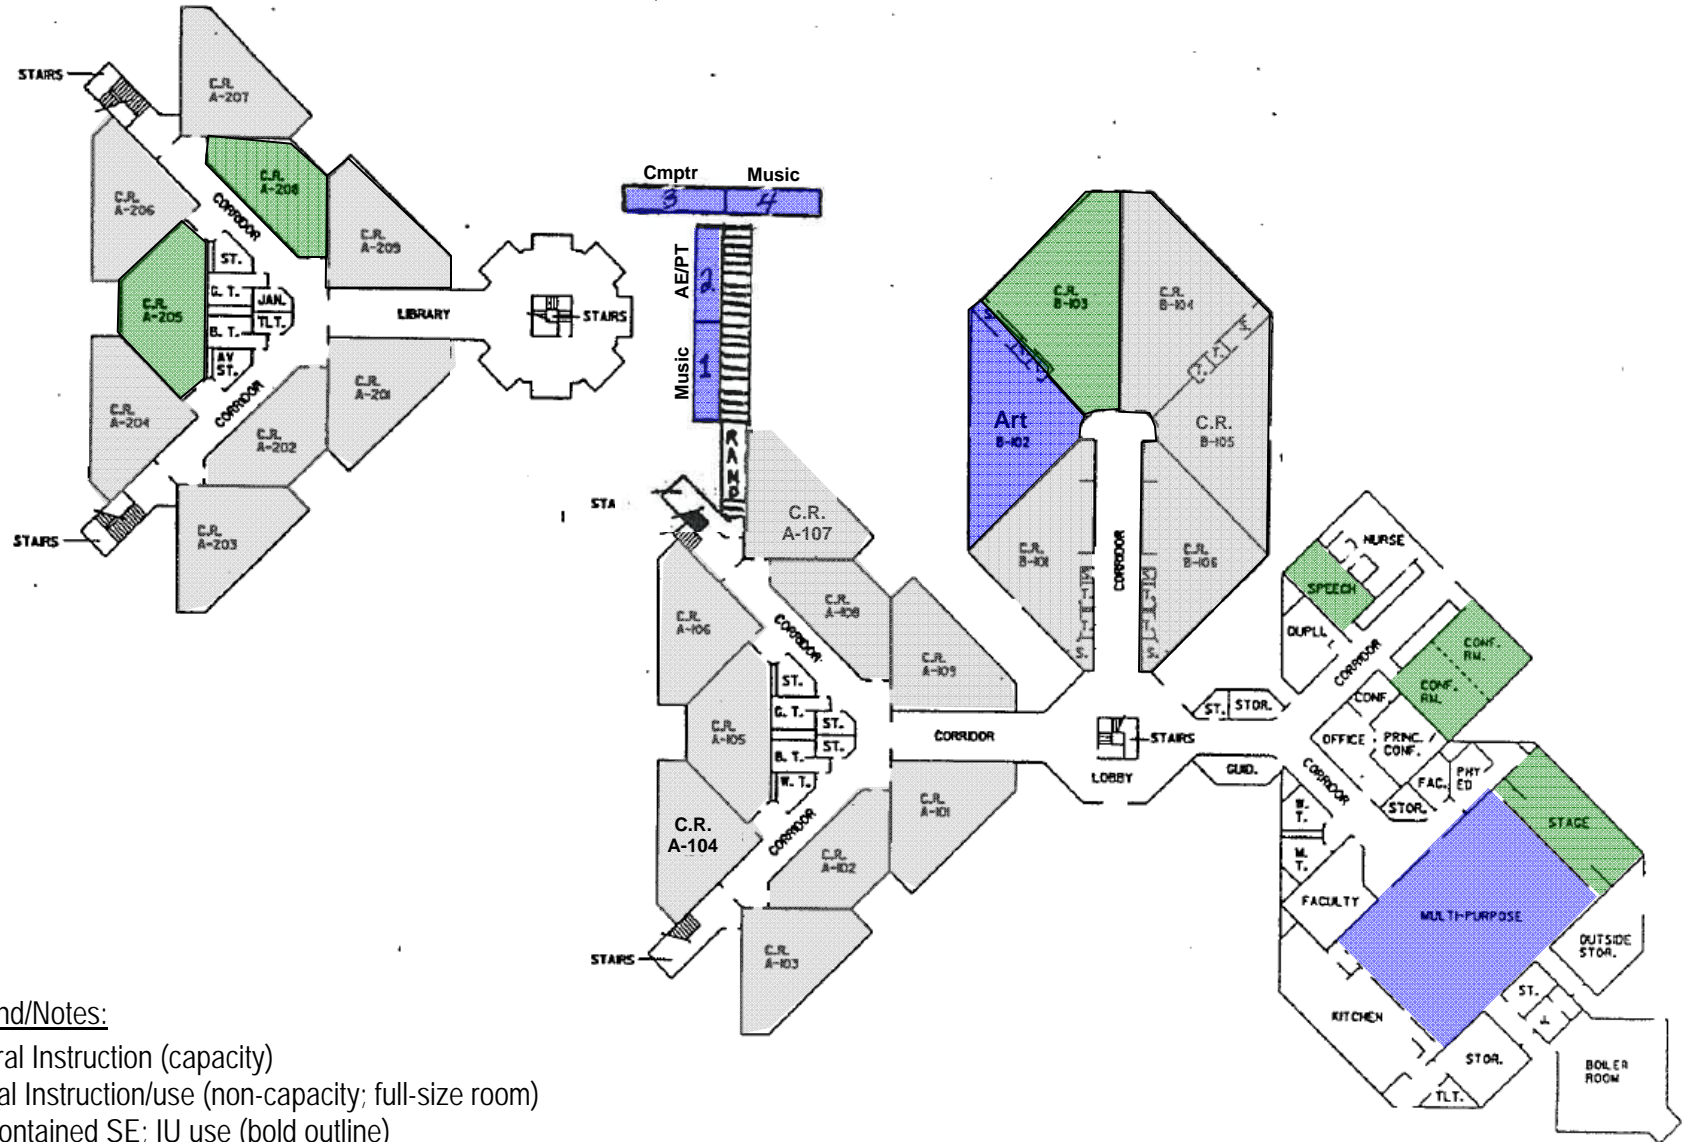 STAIRS
C.R.
A-207
C.R.
A-206
C.R.
A-208
CORRIDOR
C.R.
A-209
ST.
G. T.
JAN.
TLT.
B. T.
AV
ST.
C.R.
A-205
LIBRARY
STAIRS
C.R.
A-204
CORRIDOR
C.R.
A-201
C.R.
A-202
C.R.
A-203
STAIRS
Cmptr
Music
3
4
AE/PT
2
Music
1
RAMP
STA
C.R.
A-107
C.R.
A-106
C.R.
A-108
CORRIDOR
C.R.
A-109
ST.
G. T.
ST.
ST.
B. T.
W. T.
C.R.
A-105
CORRIDOR
C.R.
A-104
CORRIDOR
C.R.
A-101
C.R.
A-102
C.R.
A-103
STAIRS
C.R.
B-103
C.R.
B-104
S.
T.
T.
S.
Art
B-102
C.R.
B-105
C.R.
B-101
C.R.
B-106
CORRIDOR
T.
T.
S.
T.
T.
S.
STAIRS
LOBBY
ST.
STOR.
GUID.
NURSE
SPEECH
DUPLI.
CORRIDOR
CONF.
RM.
CONF.
RM.
CONF.
OFFICE
PRINC.
CONF.
CORRIDOR
FAC.
PHY
ED
STOR.
W.
T.
M.
T.
STAGE
FACULTY
MULTI-PURPOSE
OUTSIDE
STOR.
KITCHEN
ST.
J.
STOR.
TLT.
BOILER
ROOM
nd/Notes:
ral Instruction (capacity)
al Instruction/use (non-capacity; full-size room)
ontained SE; IU use (bold outline)